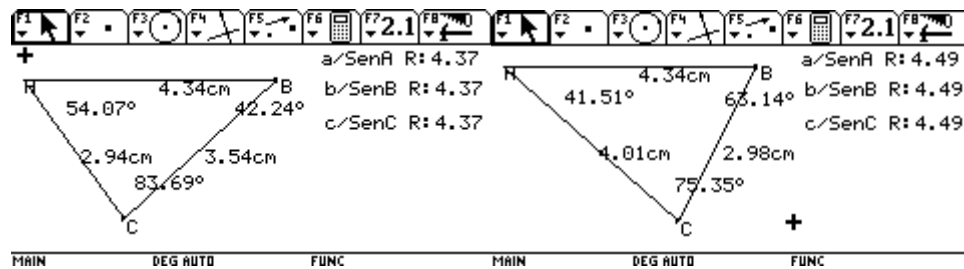 F1 F2 F3 F4 F5 F6 F7 2.1 F8
a/SenA R: 4.37
A 4.34cm B
b/SenB R: 4.37
54.07° 42.24°
c/SenC R: 4.37
2.94cm 3.54cm
83.69°
C
MAIN DEG AUTO FUNC
F1 F2 F3 F4 F5 F6 F7 2.1 F8
a/SenA R: 4.49
A 4.34cm B
b/SenB R: 4.49
41.51° 63.14°
c/SenC R: 4.49
4.01cm 2.98cm
75.35°
C
MAIN DEG AUTO FUNC